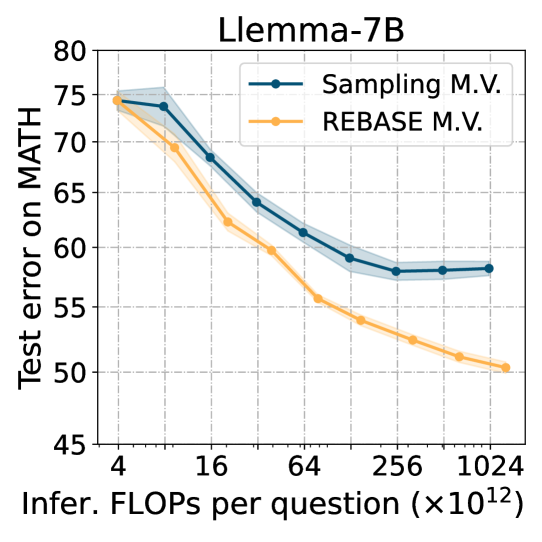 Llemma-7B
Test error on MATH
80
75
70
65
60
55
50
45
Sampling M.V.
REBASE M.V.
4 16 64 256 1024
Infer. FLOPs per question (×10¹²)